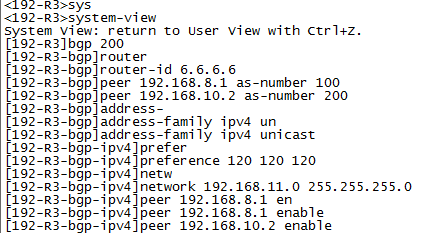 <192-R3>sys
<192-R3>system-view
System View: return to User View with Ctrl+Z.
[192-R3]bgp 200
[192-R3-bgp]router
[192-R3-bgp]router-id 6.6.6.6
[192-R3-bgp]peer 192.168.8.1 as-number 100
[192-R3-bgp]peer 192.168.10.2 as-number 200
[192-R3-bgp]address-
[192-R3-bgp]address-family ipv4 un
[192-R3-bgp]address-family ipv4 unicast
[192-R3-bgp-ipv4]prefer
[192-R3-bgp-ipv4]preference 120 120 120
[192-R3-bgp-ipv4]netw
[192-R3-bgp-ipv4]network 192.168.11.0 255.255.255.0
[192-R3-bgp-ipv4]peer 192.168.8.1 en
[192-R3-bgp-ipv4]peer 192.168.8.1 enable
[192-R3-bgp-ipv4]peer 192.168.10.2 enable